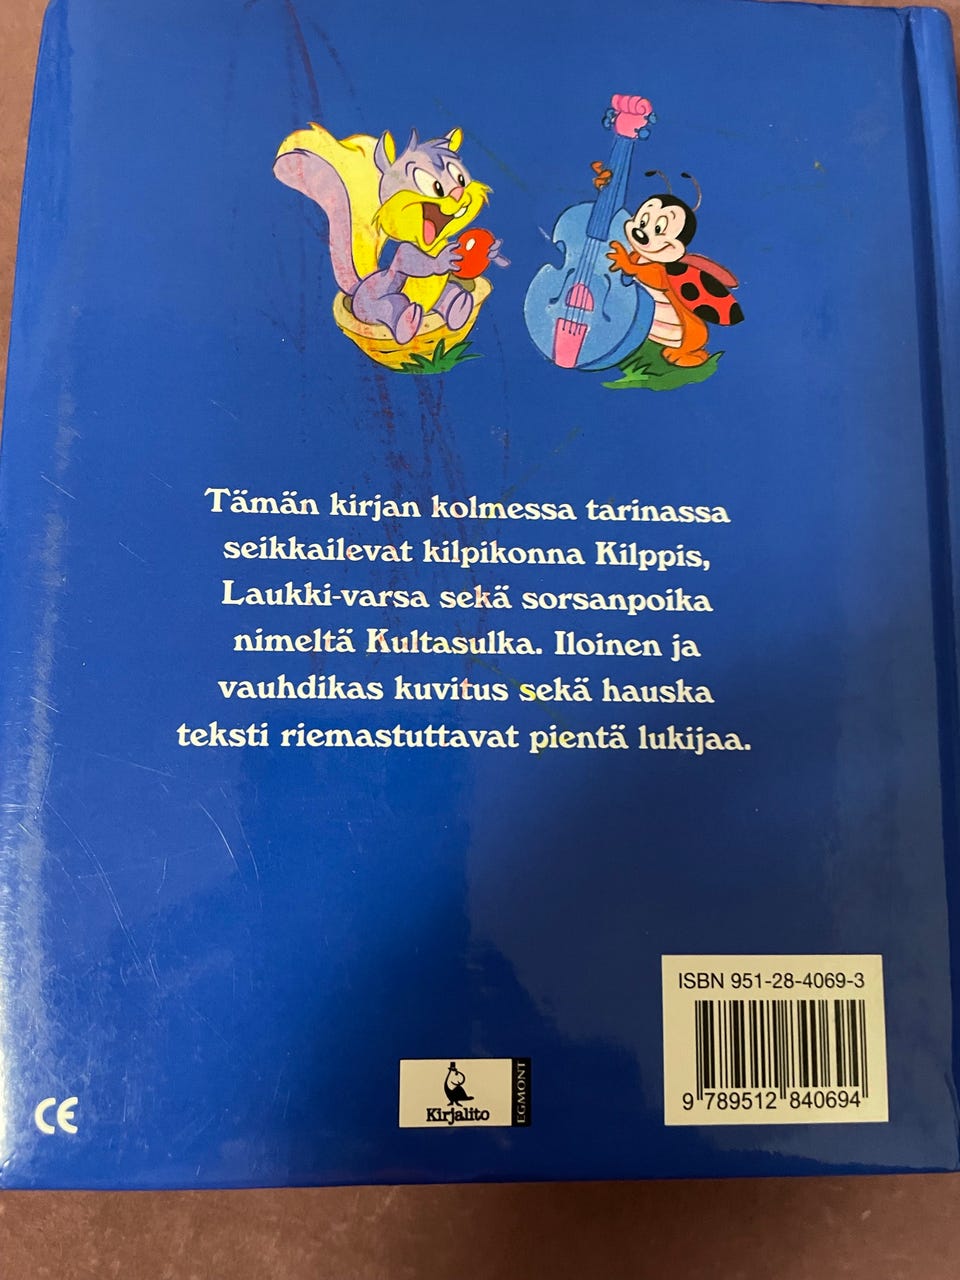 Tämän kirjan kolmessa tarinassa
seikkailevat kilpikonna Kilppis,
Laukki-varsa sekä sorsanpoika
nimeltä Kultasulka. Iloinen ja
vauhdikas kuvitus sekä hauska
teksti riemastuttavat pientä lukijaa.
ISBN 951-28-4069-3
9 789512 840694
CE
Kirjalito
EGMONT